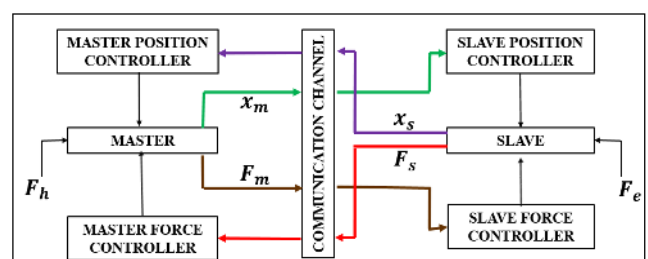 MASTER POSITION
CONTROLLER
SLAVE POSITION
CONTROLLER
COMMUNICATION CHANNEL
x_m
x_s
MASTER
SLAVE
F_h
F_m
F_s
F_e
MASTER FORCE
CONTROLLER
SLAVE FORCE
CONTROLLER